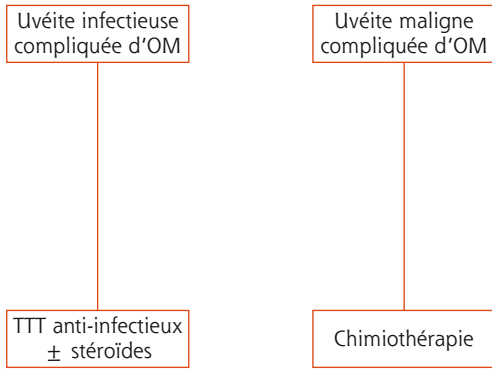 Uvéite infectieuse
compliquée d’OM
Uvéite maligne
compliquée d’OM
TTT anti-infectieux
± stéroïdes
Chimiothérapie